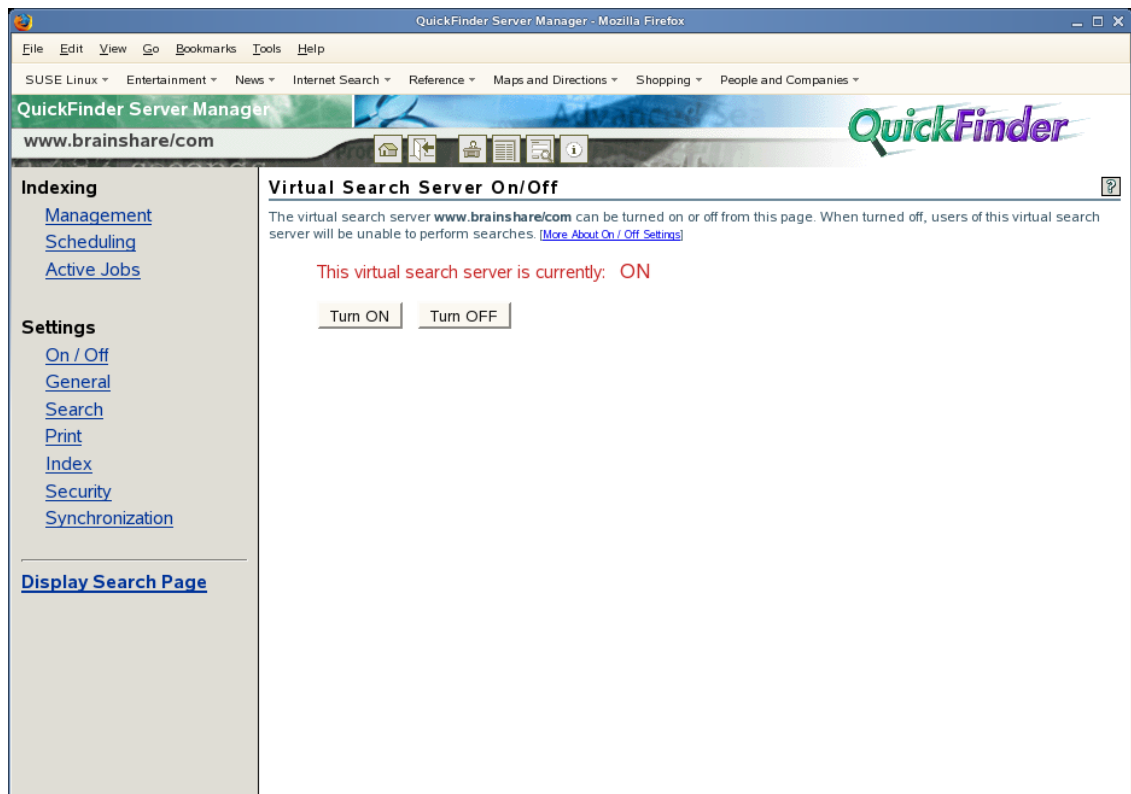 QuickFinder Server Manager - Mozilla Firefox
File Edit View Go Bookmarks Tools Help
SUSE Linux Entertainment News Internet Search Reference Maps and Directions Shopping People and Companies
QuickFinder Server Manager
www.brainshare/com
QuickFinder
Indexing
Management
Scheduling
Active Jobs
Settings
On / Off
General
Search
Print
Index
Security
Synchronization
Display Search Page
Virtual Search Server On/Off
?
The virtual search server www.brainshare/com can be turned on or off from this page. When turned off, users of this virtual search
server will be unable to perform searches. [More About On / Off Settings]
This virtual search server is currently: ON
Turn ON Turn OFF